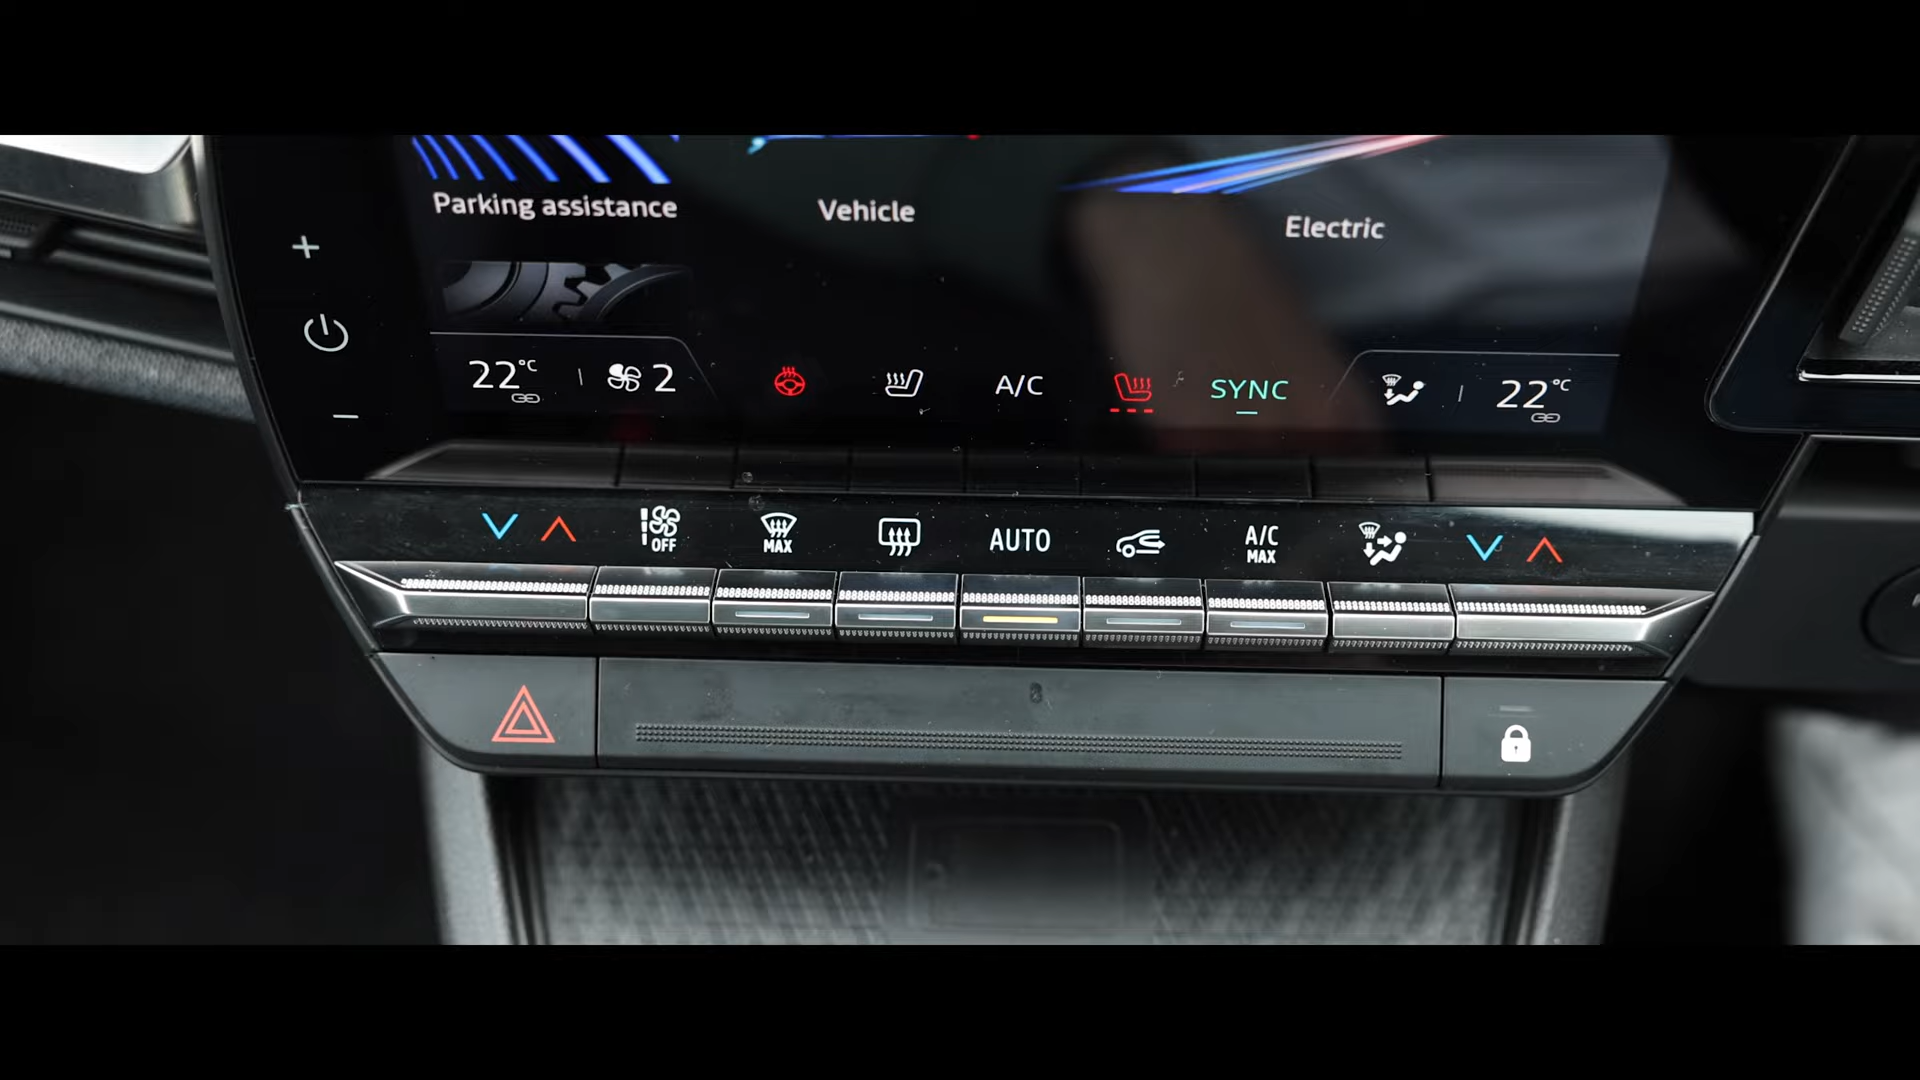 Parking assistance
Vehicle
Electric
+
−
22°C
2
A/C
SYNC
22°C
OFF
MAX
AUTO
A/C
MAX